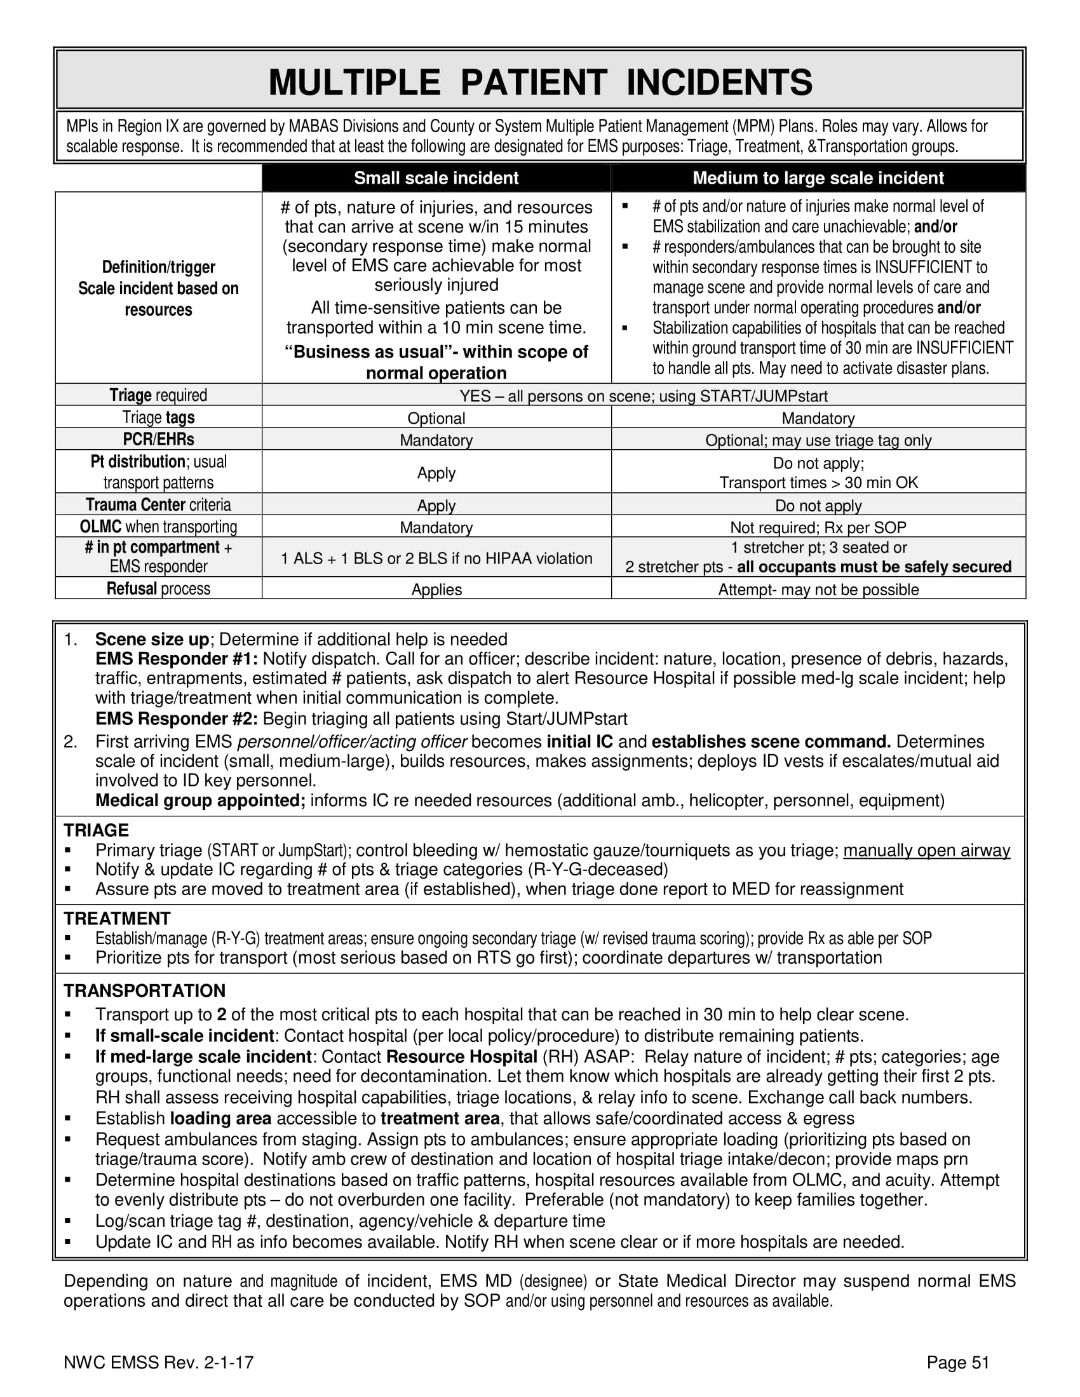 MULTIPLE PATIENT INCIDENTS
MPIs in Region IX are governed by MABAS Divisions and County or System Multiple Patient Management (MPM) Plans. Roles may vary. Allows for
scalable response. It is recommended that at least the following are designated for EMS purposes: Triage, Treatment, &Transportation groups.
Small scale incident
Medium to large scale incident
Definition/trigger
Scale incident based on
resources
# of pts, nature of injuries, and resources
that can arrive at scene w/in 15 minutes
(secondary response time) make normal
level of EMS care achievable for most
seriously injured
All time-sensitive patients can be
transported within a 10 min scene time.
“Business as usual”- within scope of
normal operation
▪ # of pts and/or nature of injuries make normal level of
EMS stabilization and care unachievable; and/or
▪ # responders/ambulances that can be brought to site
within secondary response times is INSUFFICIENT to
manage scene and provide normal levels of care and
transport under normal operating procedures and/or
▪ Stabilization capabilities of hospitals that can be reached
within ground transport time of 30 min are INSUFFICIENT
to handle all pts. May need to activate disaster plans.
Triage required
YES – all persons on scene; using START/JUMPstart
Triage tags
Optional
Mandatory
PCR/EHRs
Mandatory
Optional; may use triage tag only
Pt distribution; usual
transport patterns
Apply
Do not apply;
Transport times > 30 min OK
Trauma Center criteria
Apply
Do not apply
OLMC when transporting
Mandatory
Not required; Rx per SOP
# in pt compartment +
EMS responder
1 ALS + 1 BLS or 2 BLS if no HIPAA violation
1 stretcher pt; 3 seated or
2 stretcher pts - all occupants must be safely secured
Refusal process
Applies
Attempt- may not be possible
1. Scene size up; Determine if additional help is needed
EMS Responder #1: Notify dispatch. Call for an officer; describe incident: nature, location, presence of debris, hazards,
traffic, entrapments, estimated # patients, ask dispatch to alert Resource Hospital if possible med-lg scale incident; help
with triage/treatment when initial communication is complete.
EMS Responder #2: Begin triaging all patients using Start/JUMPstart
2. First arriving EMS personnel/officer/acting officer becomes initial IC and establishes scene command. Determines
scale of incident (small, medium-large), builds resources, makes assignments; deploys ID vests if escalates/mutual aid
involved to ID key personnel.
Medical group appointed; informs IC re needed resources (additional amb., helicopter, personnel, equipment)
TRIAGE
▪ Primary triage (START or JumpStart); control bleeding w/ hemostatic gauze/tourniquets as you triage; manually open airway
▪ Notify & update IC regarding # of pts & triage categories (R-Y-G-deceased)
▪ Assure pts are moved to treatment area (if established), when triage done report to MED for reassignment
TREATMENT
▪ Establish/manage (R-Y-G) treatment areas; ensure ongoing secondary triage (w/ revised trauma scoring); provide Rx as able per SOP
▪ Prioritize pts for transport (most serious based on RTS go first); coordinate departures w/ transportation
TRANSPORTATION
▪ Transport up to 2 of the most critical pts to each hospital that can be reached in 30 min to help clear scene.
▪ If small-scale incident: Contact hospital (per local policy/procedure) to distribute remaining patients.
▪ If med-large scale incident: Contact Resource Hospital (RH) ASAP: Relay nature of incident; # pts; categories; age
groups, functional needs; need for decontamination. Let them know which hospitals are already getting their first 2 pts.
RH shall assess receiving hospital capabilities, triage locations, & relay info to scene. Exchange call back numbers.
▪ Establish loading area accessible to treatment area, that allows safe/coordinated access & egress
▪ Request ambulances from staging. Assign pts to ambulances; ensure appropriate loading (prioritizing pts based on
triage/trauma score). Notify amb crew of destination and location of hospital triage intake/decon; provide maps prn
▪ Determine hospital destinations based on traffic patterns, hospital resources available from OLMC, and acuity. Attempt
to evenly distribute pts – do not overburden one facility. Preferable (not mandatory) to keep families together.
▪ Log/scan triage tag #, destination, agency/vehicle & departure time
▪ Update IC and RH as info becomes available. Notify RH when scene clear or if more hospitals are needed.
Depending on nature and magnitude of incident, EMS MD (designee) or State Medical Director may suspend normal EMS
operations and direct that all care be conducted by SOP and/or using personnel and resources as available.
NWC EMSS Rev. 2-1-17
Page 51